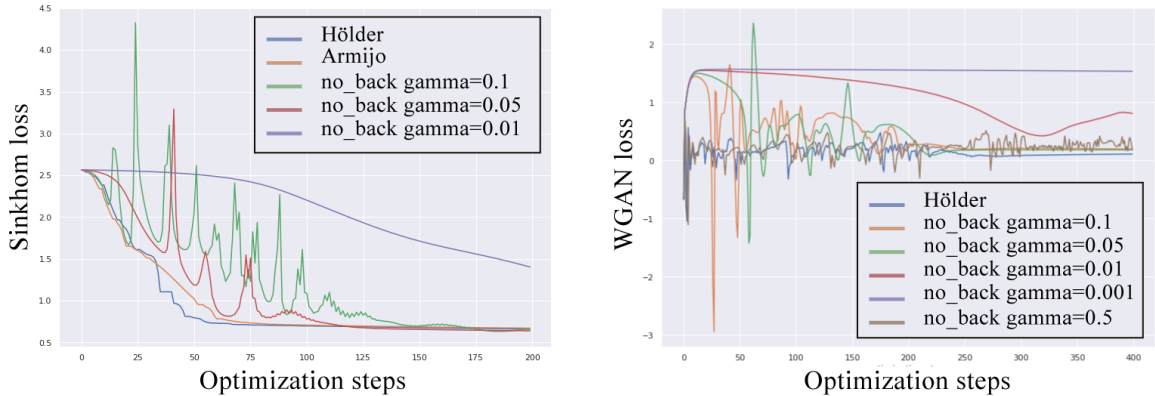 4.5
4.0
3.5
3.0
2.5
2.0
1.5
1.0
0.5
Sinkhom loss
Hölder
Armijo
no_back gamma=0.1
no_back gamma=0.05
no_back gamma=0.01
0 25 50 75 100 125 150 175 200
Optimization steps
2
1
0
−1
−2
−3
WGAN loss
Hölder
no_back gamma=0.1
no_back gamma=0.05
no_back gamma=0.01
no_back gamma=0.001
no_back gamma=0.5
0 50 100 150 200 250 300 350 400
Optimization steps